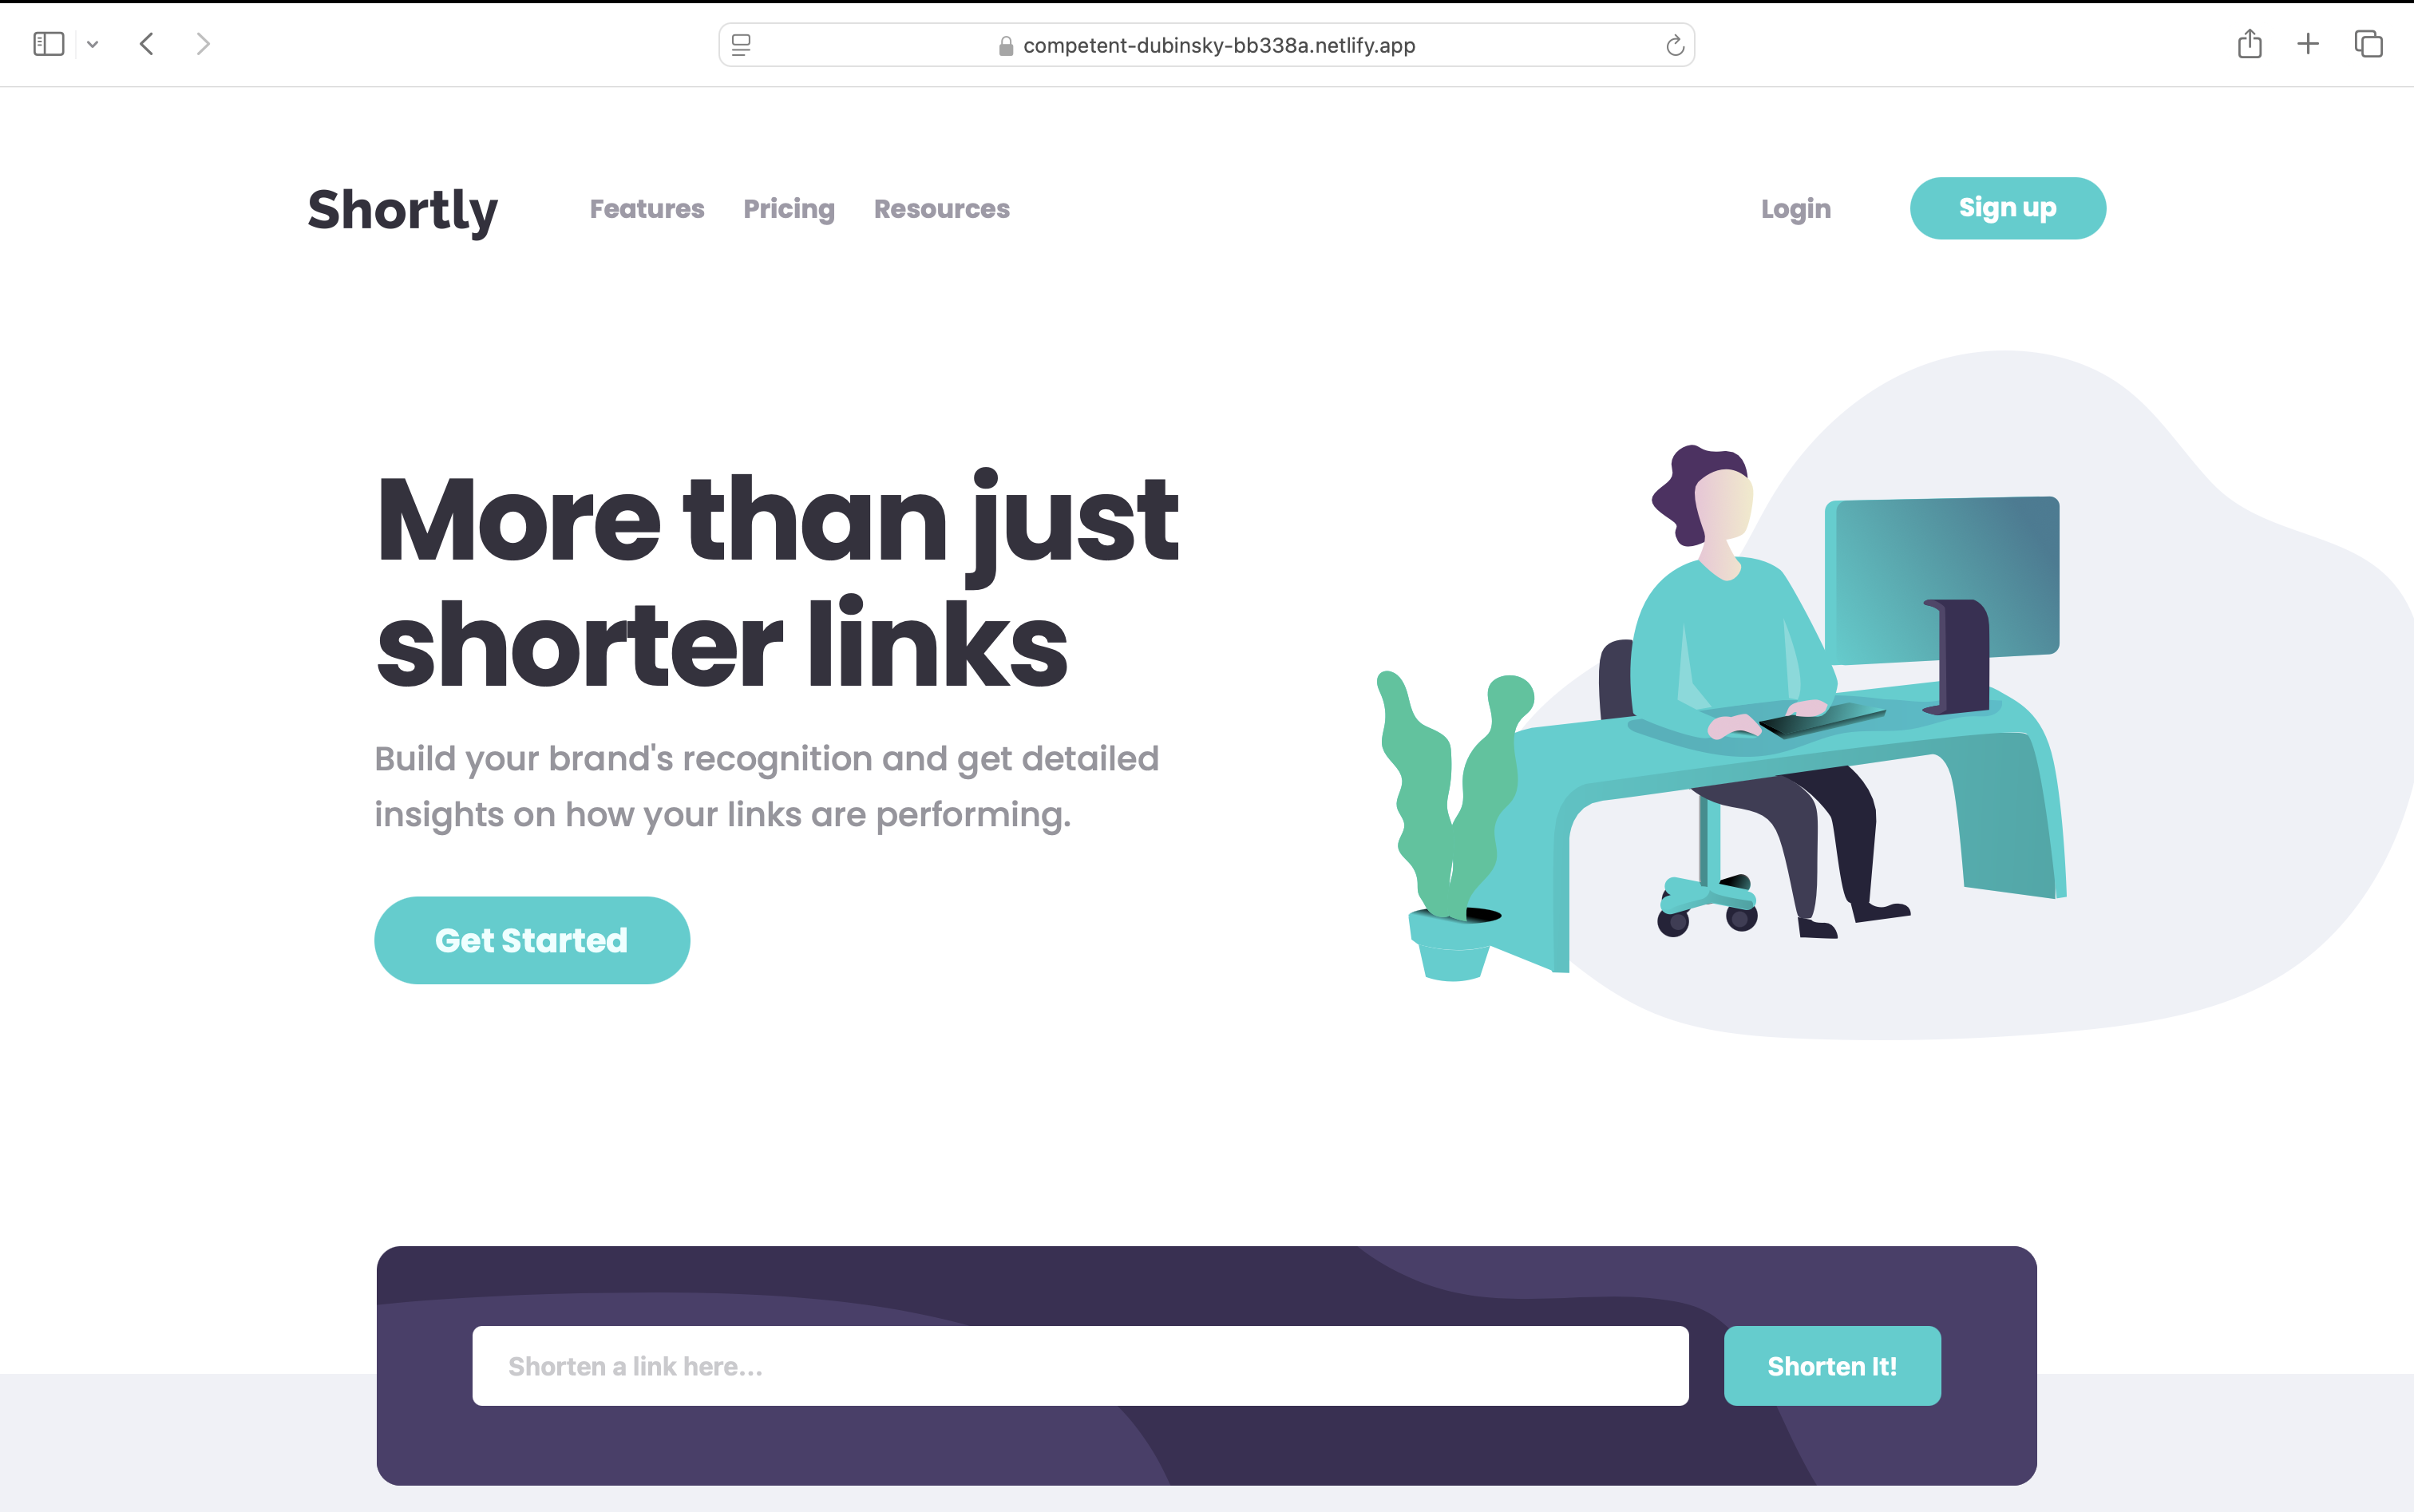 competent-dubinsky-bb338a.netlify.app
Shortly
Features Pricing Resources
Login
Sign up
More than just
shorter links
Build your brand's recognition and get detailed
insights on how your links are performing.
Get Started
Shorten a link here...
Shorten It!